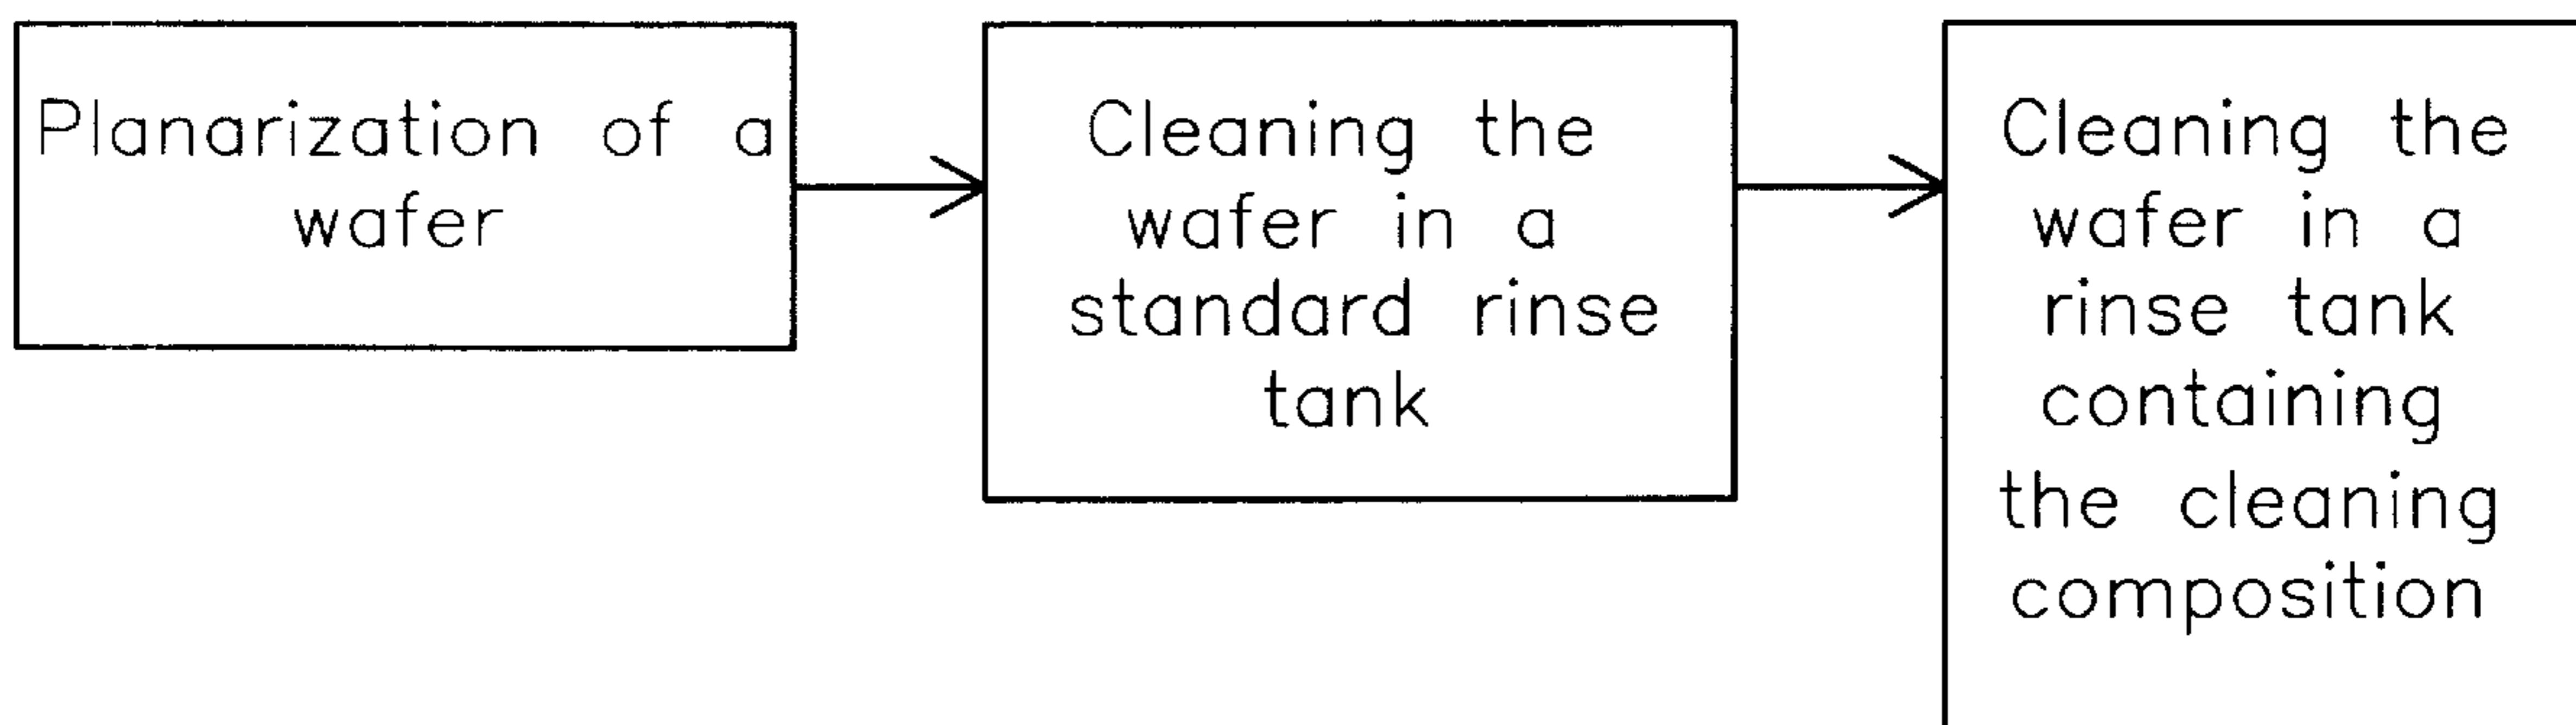 Planarization of a
wafer
Cleaning the
wafer in a
standard rinse
tank
Cleaning the
wafer in a
rinse tank
containing
the cleaning
composition